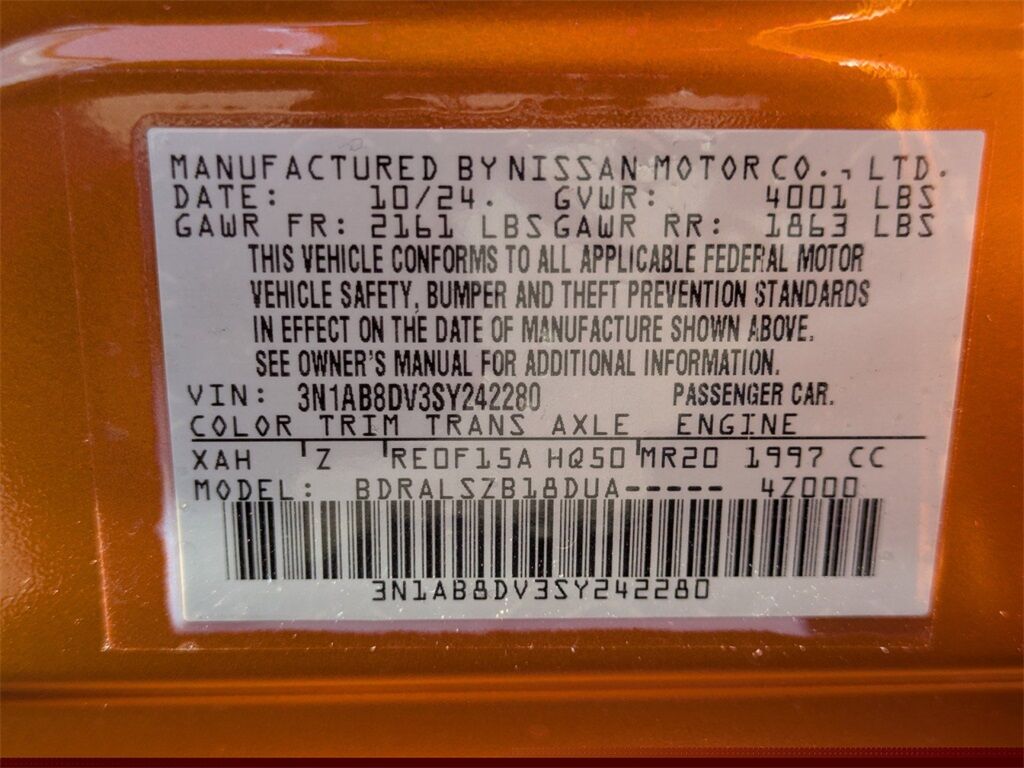 MANUFACTURED BY NISSAN MOTOR CO., LTD.
DATE: 10/24. GVWR: 4001 LBS
GAWR FR: 2161 LBS GAWR RR: 1863 LBS
THIS VEHICLE CONFORMS TO ALL APPLICABLE FEDERAL MOTOR
VEHICLE SAFETY, BUMPER AND THEFT PREVENTION STANDARDS
IN EFFECT ON THE DATE OF MANUFACTURE SHOWN ABOVE.
SEE OWNER'S MANUAL FOR ADDITIONAL INFORMATION.
VIN: 3N1AB8DV3SY242280 PASSENGER CAR.
COLOR TRIM TRANS AXLE ENGINE
XAH Z RE0F15A HQ50 MR20 1997 CC
MODEL: BDRALSZB18DUA----- 4Z000
3N1AB8DV3SY242280